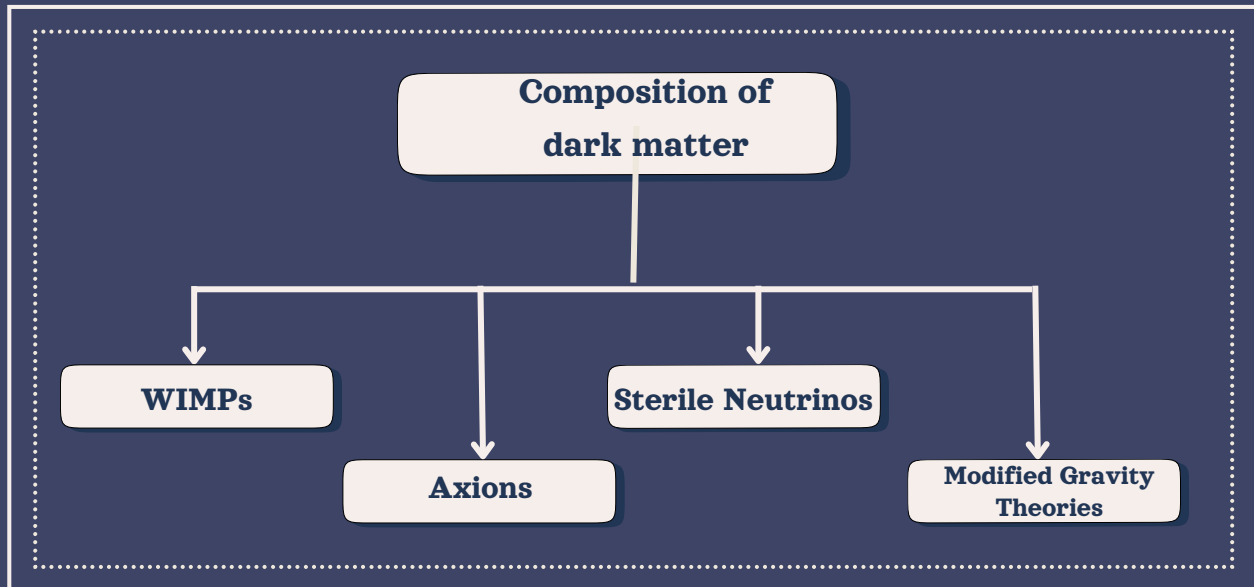 Composition of
dark matter
WIMPs
Sterile Neutrinos
Axions
Modified Gravity
Theories